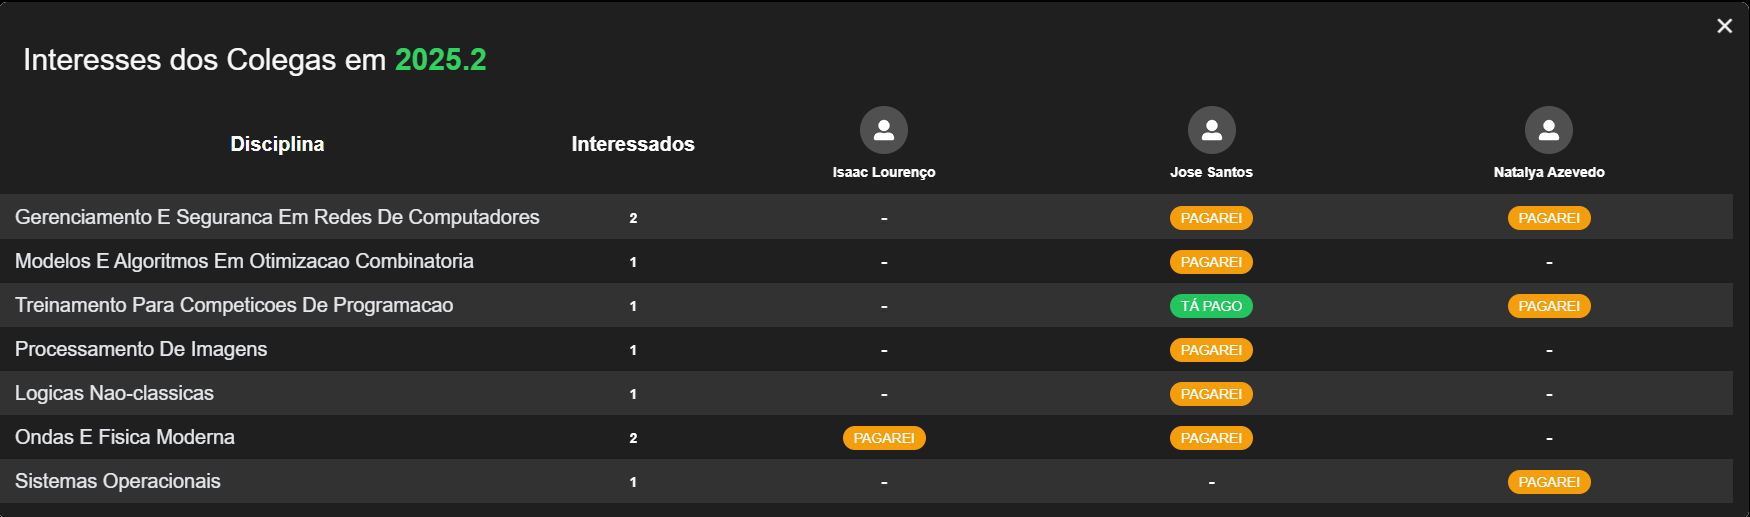 Interesses dos Colegas em 2025.2
Disciplina Interessados Isaac Lourenço Jose Santos Natalya Azevedo
Gerenciamento E Seguranca Em Redes De Computadores 2 - PAGAREI PAGAREI
Modelos E Algoritmos Em Otimizacao Combinatoria 1 - PAGAREI -
Treinamento Para Competicoes De Programacao 1 - TÁ PAGO PAGAREI
Processamento De Imagens 1 - PAGAREI -
Logicas Nao-classicas 1 - PAGAREI -
Ondas E Fisica Moderna 2 PAGAREI PAGAREI -
Sistemas Operacionais 1 - - PAGAREI